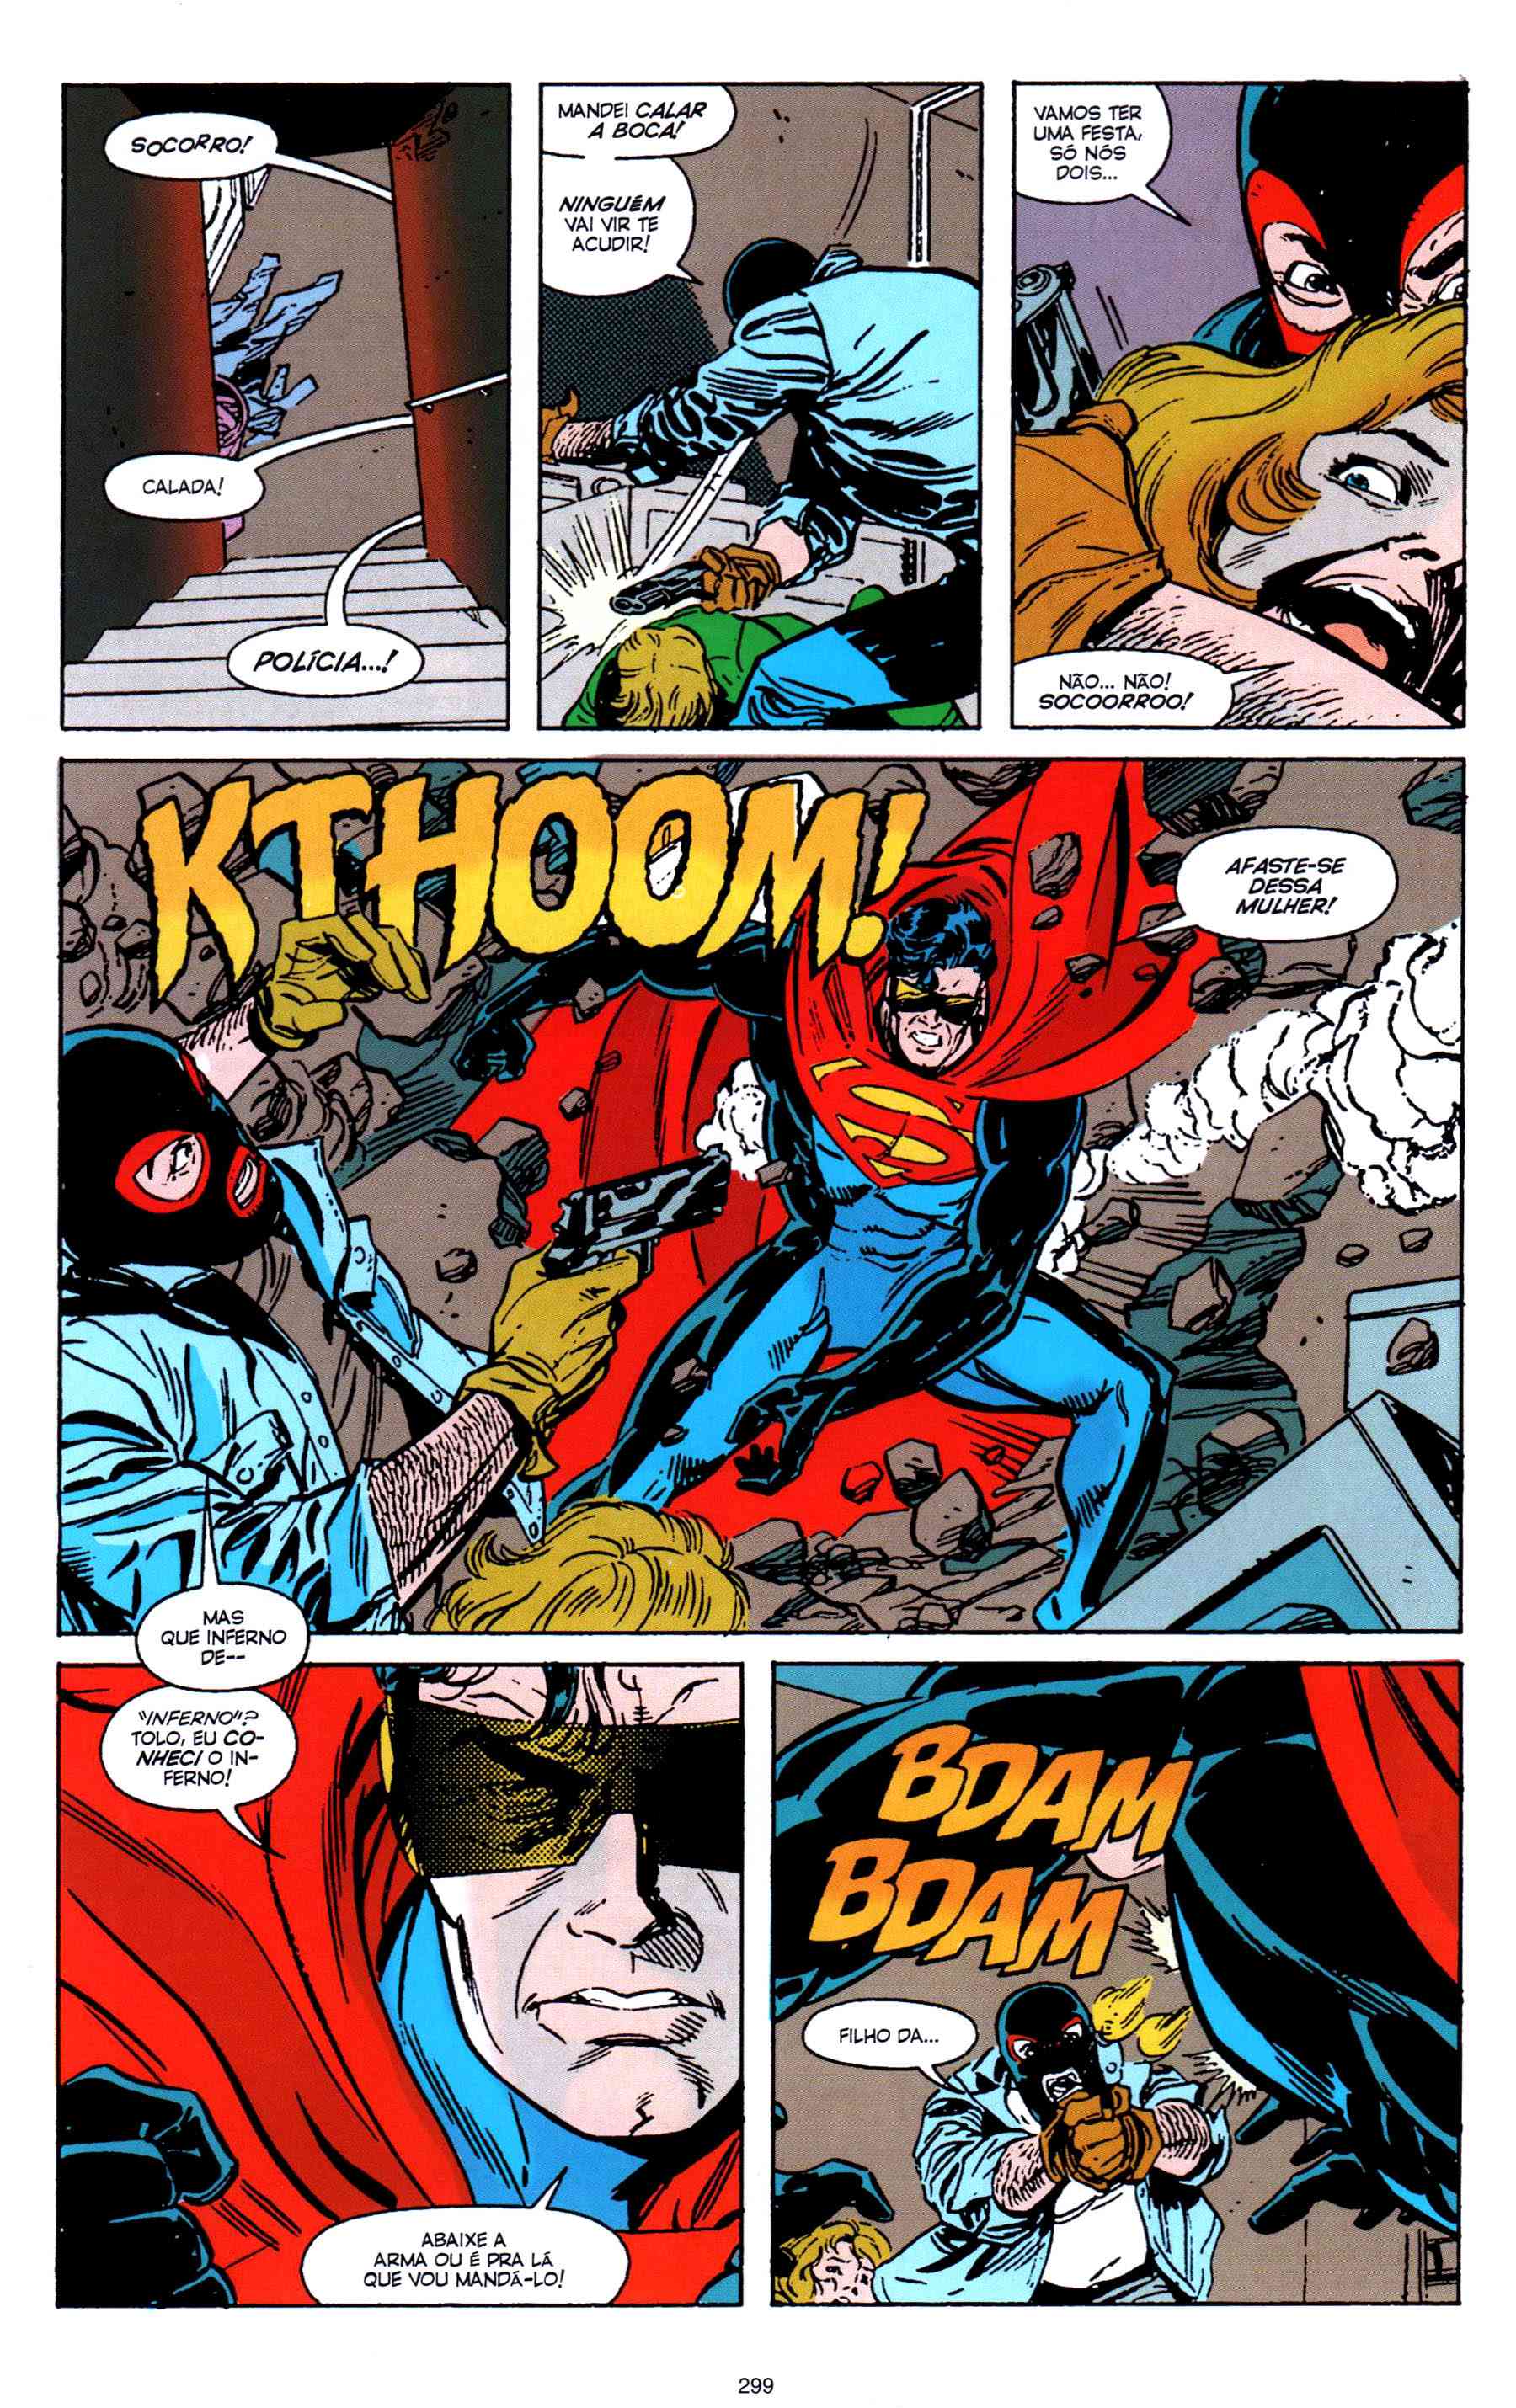 SOCORRO!
CALADA!
POLÍCIA...!
MANDEI CALAR
A BOCA!
NINGUÉM
VAI VIR TE
ACUDIR!
VAMOS TER
UMA FESTA,
SÓ NÓS
DOIS...
NÃO... NÃO!
SOCOORROO!
KTHOOM!
AFASTE-SE
DESSA
MULHER!
S
MAS
QUE INFERNO
DE--
"INFERNO"?
TOLO, EU CO-
NHECI O IN-
FERNO!
ABAIXE A
ARMA OU É PRA LÁ
QUE VOU MANDÁ-LO!
BDAM
BDAM
FILHO DA...
299